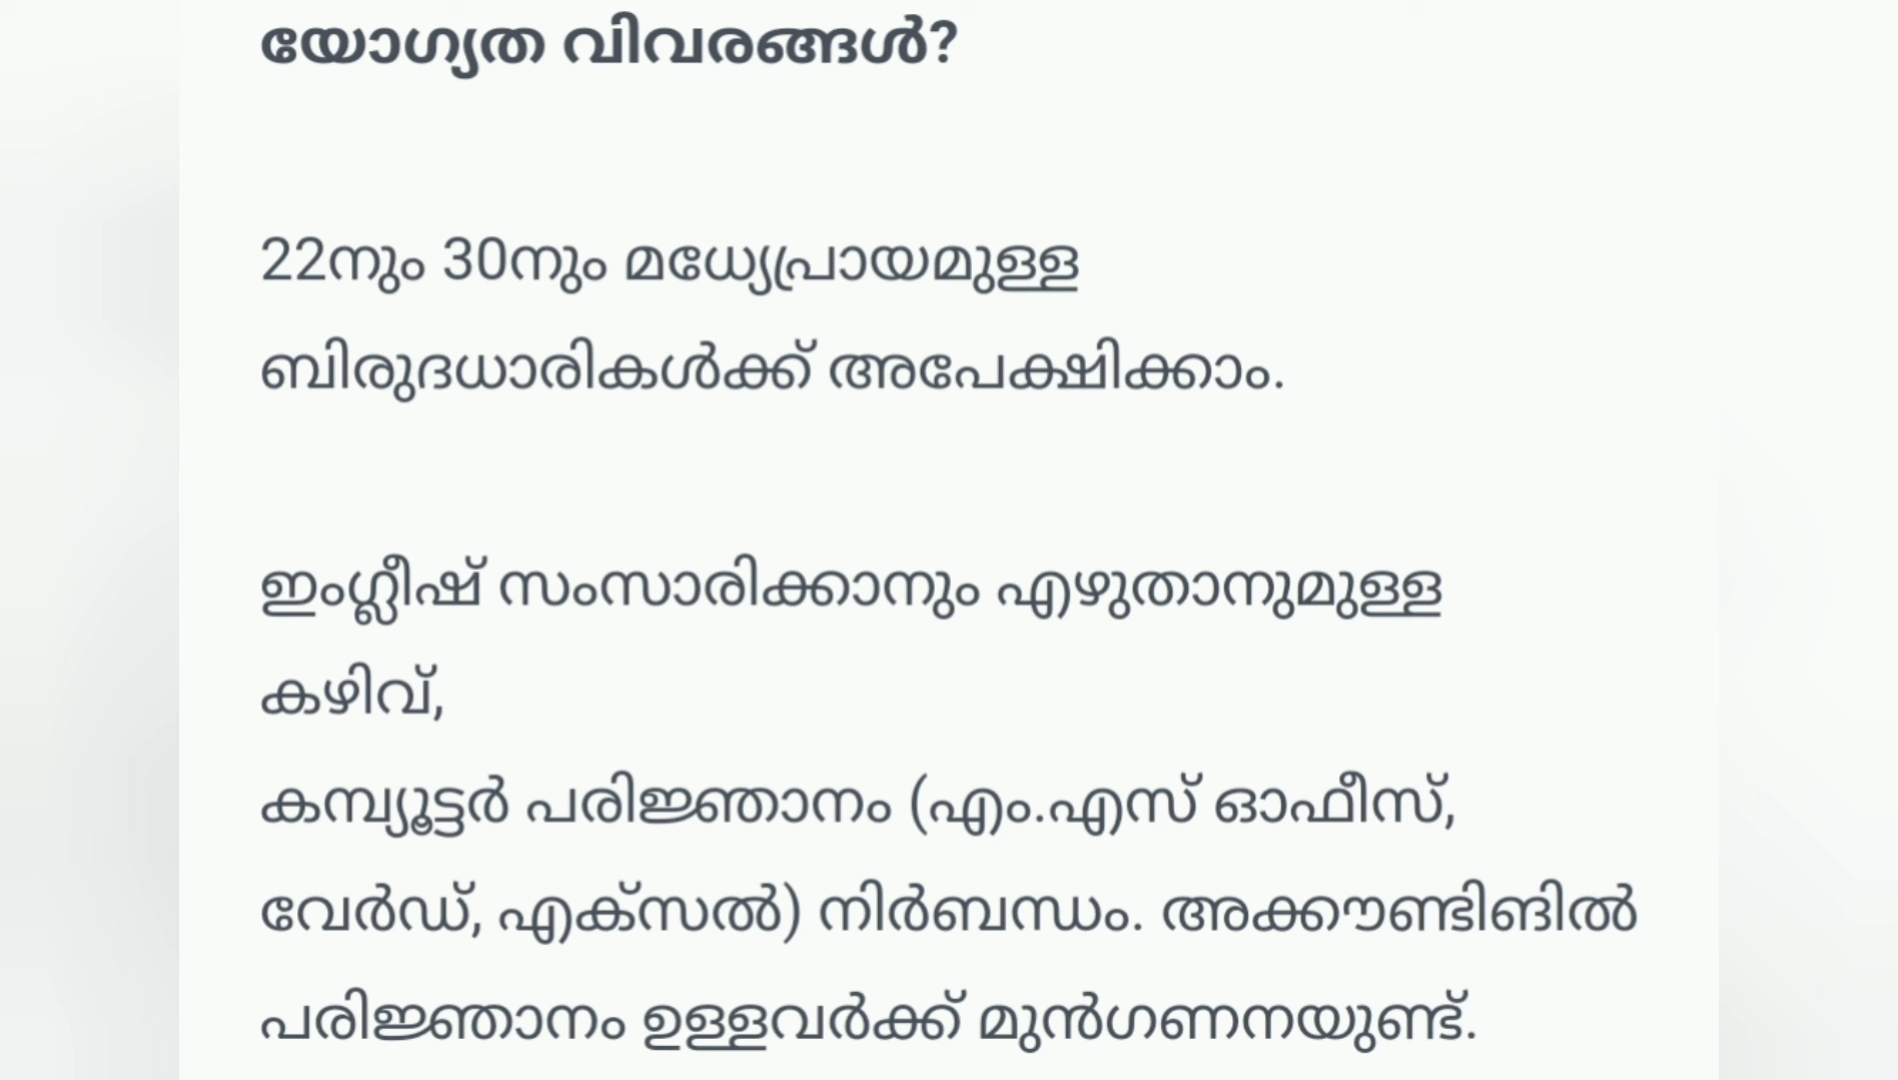 യോഗ്യത വിവരങ്ങൾ?
22നും 30നും മധ്യേപ്രായമുള്ള
ബിരുദധാരികൾക്ക് അപേക്ഷിക്കാം.
ഇംഗ്ലീഷ് സംസാരിക്കാനും എഴുതാനുമുള്ള
കഴിവ്,
കമ്പ്യൂട്ടർ പരിജ്ഞാനം (എം.എസ് ഓഫീസ്,
വേർഡ്, എക്സൽ) നിർബന്ധം. അക്കൗണ്ടിങിൽ
പരിജ്ഞാനം ഉള്ളവർക്ക് മുൻഗണനയുണ്ട്.